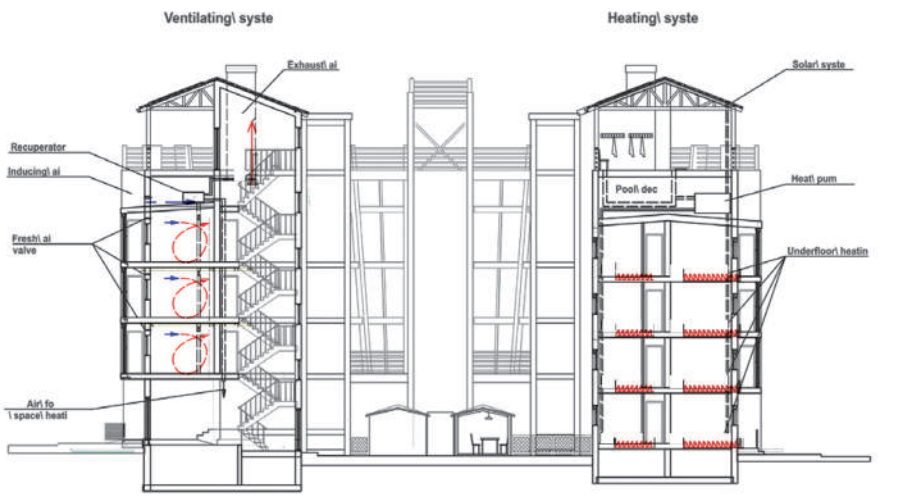 Ventilating\ syste
Heating\ syste
Exhaust\ ai
Solar\ syste
Recuperator
Inducing\ ai
Heat\ pum
Pool\ dec
Fresh\ ai
valve
Underfloor\ heatin
Air\ fo
\ space\ heati